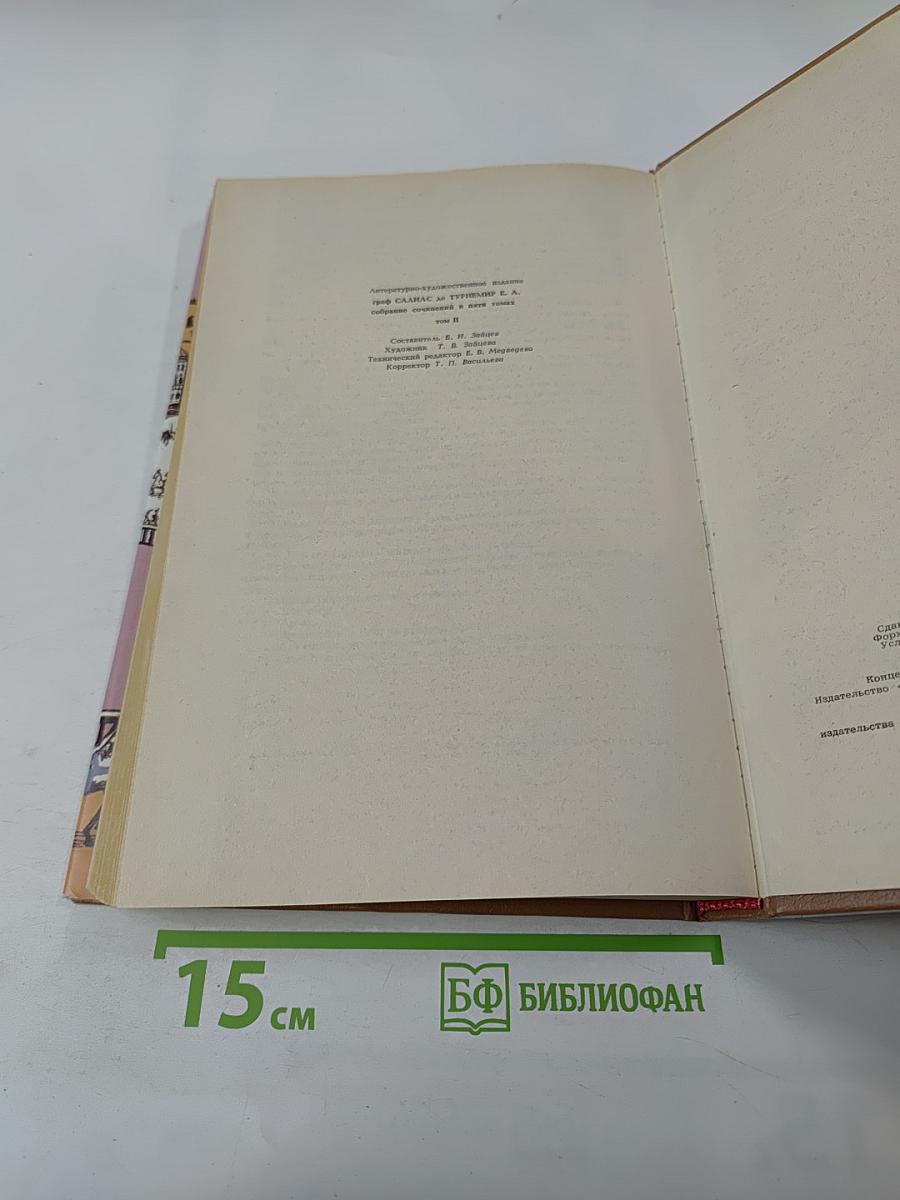 Литературно-художественное издание
граф САЛИАС де ТУРНЕМИР Е. А.
собрание сочинений в пяти томах
том II
Составитель Е. И. Зайцев
Художник Т. В. Зайцева
Технический редактор Е. В. Медведева
Корректор Т. П. Васильева
Издательство
издательства
15 см
БФ БИБЛИОФАН